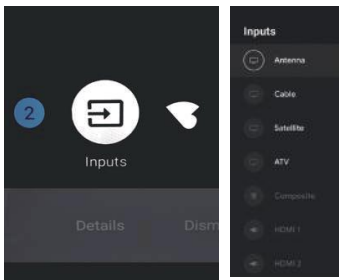 2
Inputs
Details Dism
Inputs
Antenna
Cable
Satellite
ATV
Composite
HDMI 1
HDMI 2